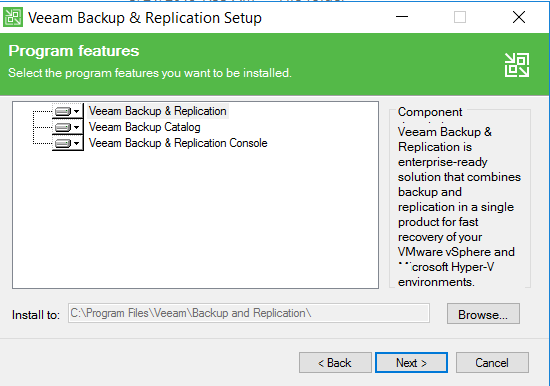 Veeam Backup & Replication Setup
Program features
Select the program features you want to be installed.
Veeam Backup & Replication
Veeam Backup Catalog
Veeam Backup & Replication Console
Component
Veeam Backup &
Replication is
enterprise-ready
solution that combines
backup and
replication in a single
product for fast
recovery of your
VMware vSphere and
Microsoft Hyper-V
environments.
Install to:
C:\Program Files\Veeam\Backup and Replication\
Browse...
< Back
Next >
Cancel